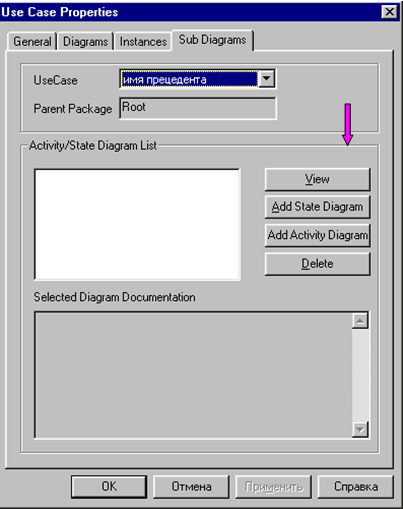 Use Case Properties
General Diagrams Instances Sub Diagrams
UseCase имя прецедента
Parent Package Root
Activity/State Diagram List
View
Add State Diagram
Add Activity Diagram
Delete
Selected Diagram Documentation
OK Отмена Применить Справка